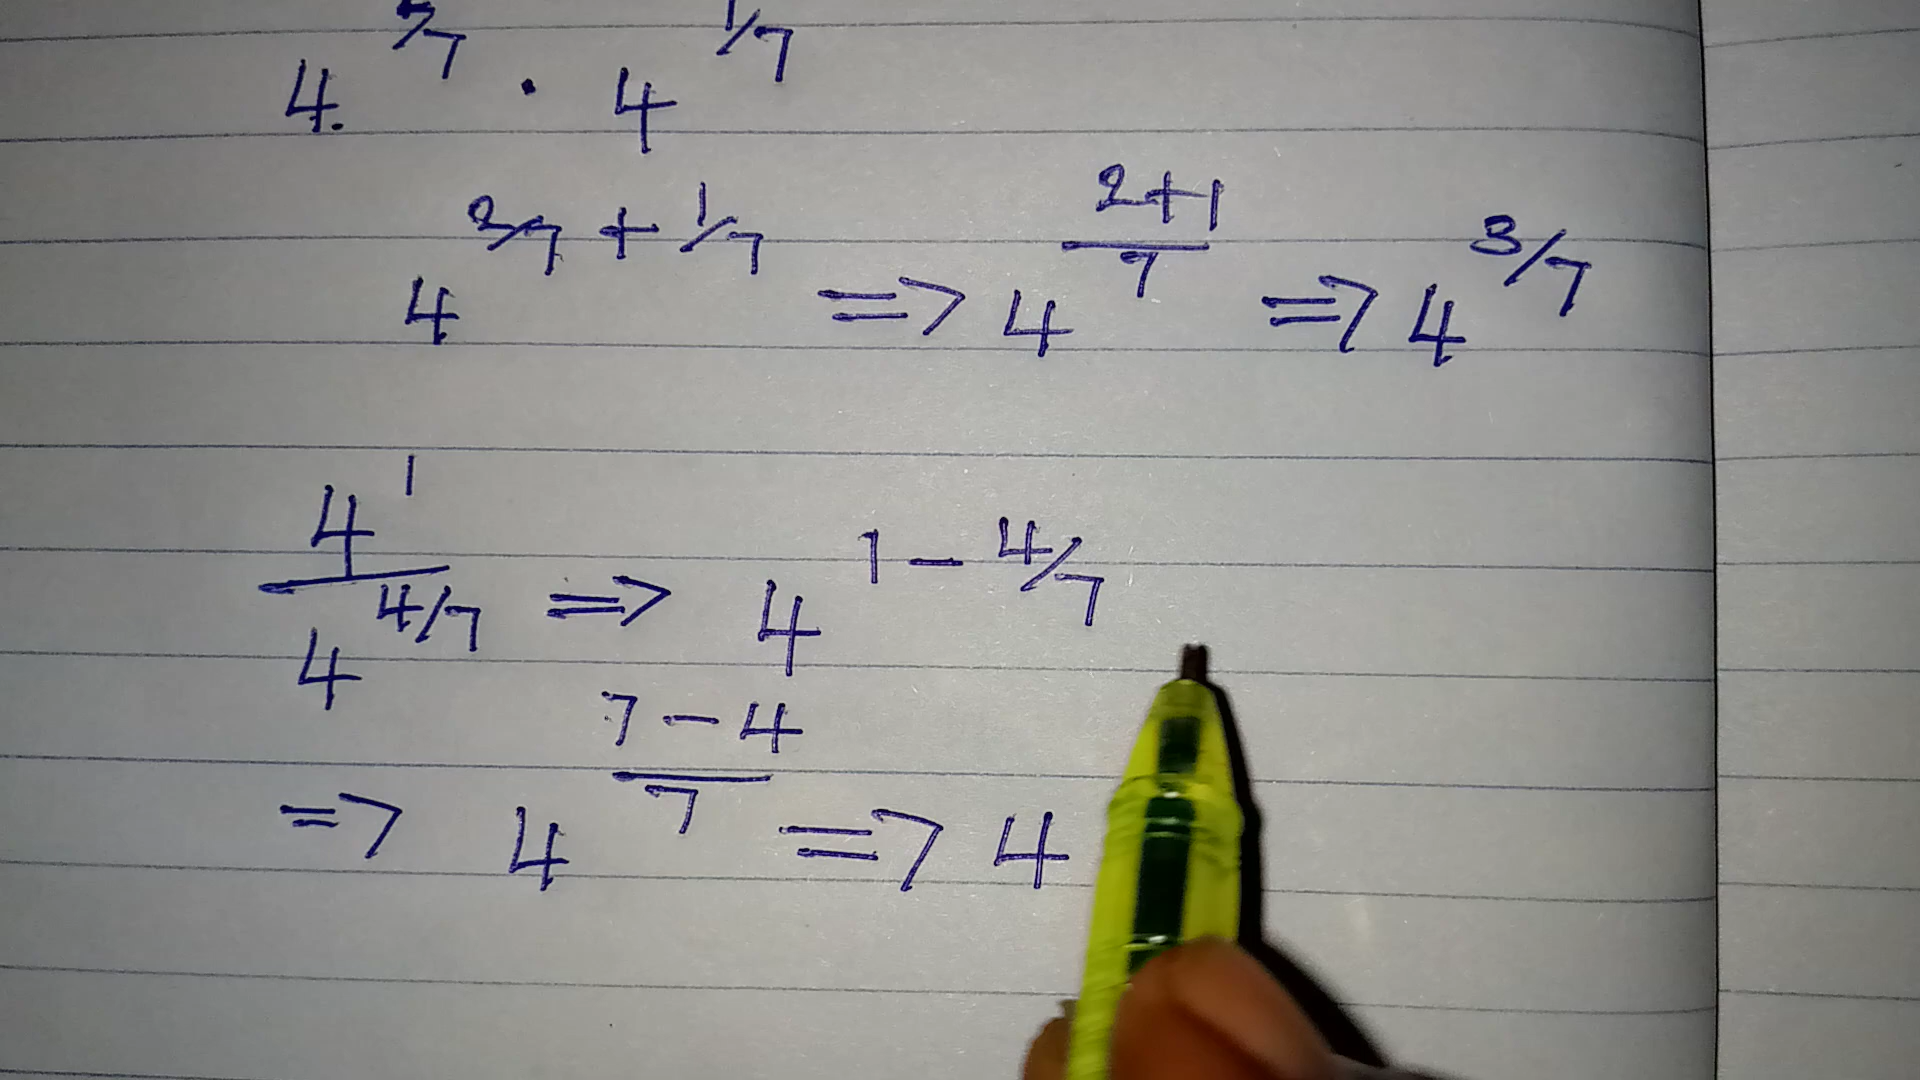 4. ^/7 · 4^1/7
4^2/7 + 1/7 => 4^(2+1)/7 => 4^3/7
4^1 / 4^4/7 => 4^1 - 4/7
=> 4^(7-4)/7 => 4